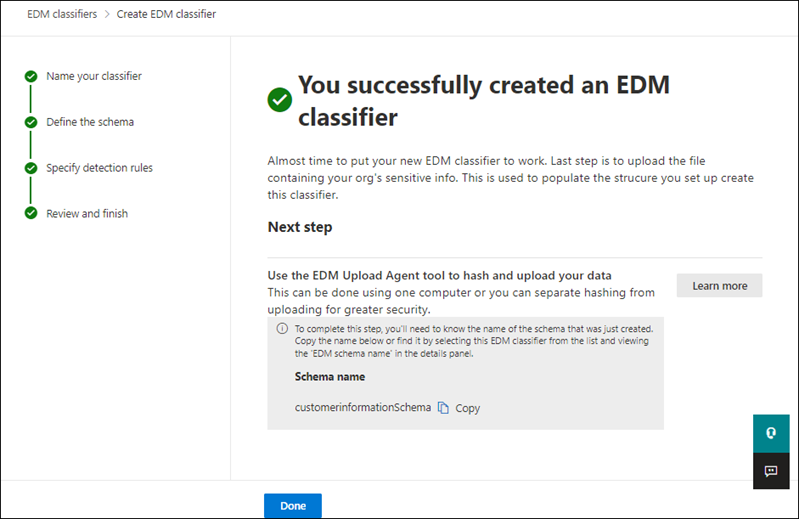 EDM classifiers > Create EDM classifier
Name your classifier
Define the schema
Specify detection rules
Review and finish
You successfully created an EDM
classifier
Almost time to put your new EDM classifier to work. Last step is to upload the file
containing your org's sensitive info. This is used to populate the strucure you set up create
this classifier.
Next step
Use the EDM Upload Agent tool to hash and upload your data
This can be done using one computer or you can separate hashing from
uploading for greater security.
Learn more
To complete this step, you'll need to know the name of the schema that was just created.
Copy the name below or find it by selecting this EDM classifier from the list and viewing
the 'EDM schema name' in the details panel.
Schema name
customerinformationSchema Copy
Done